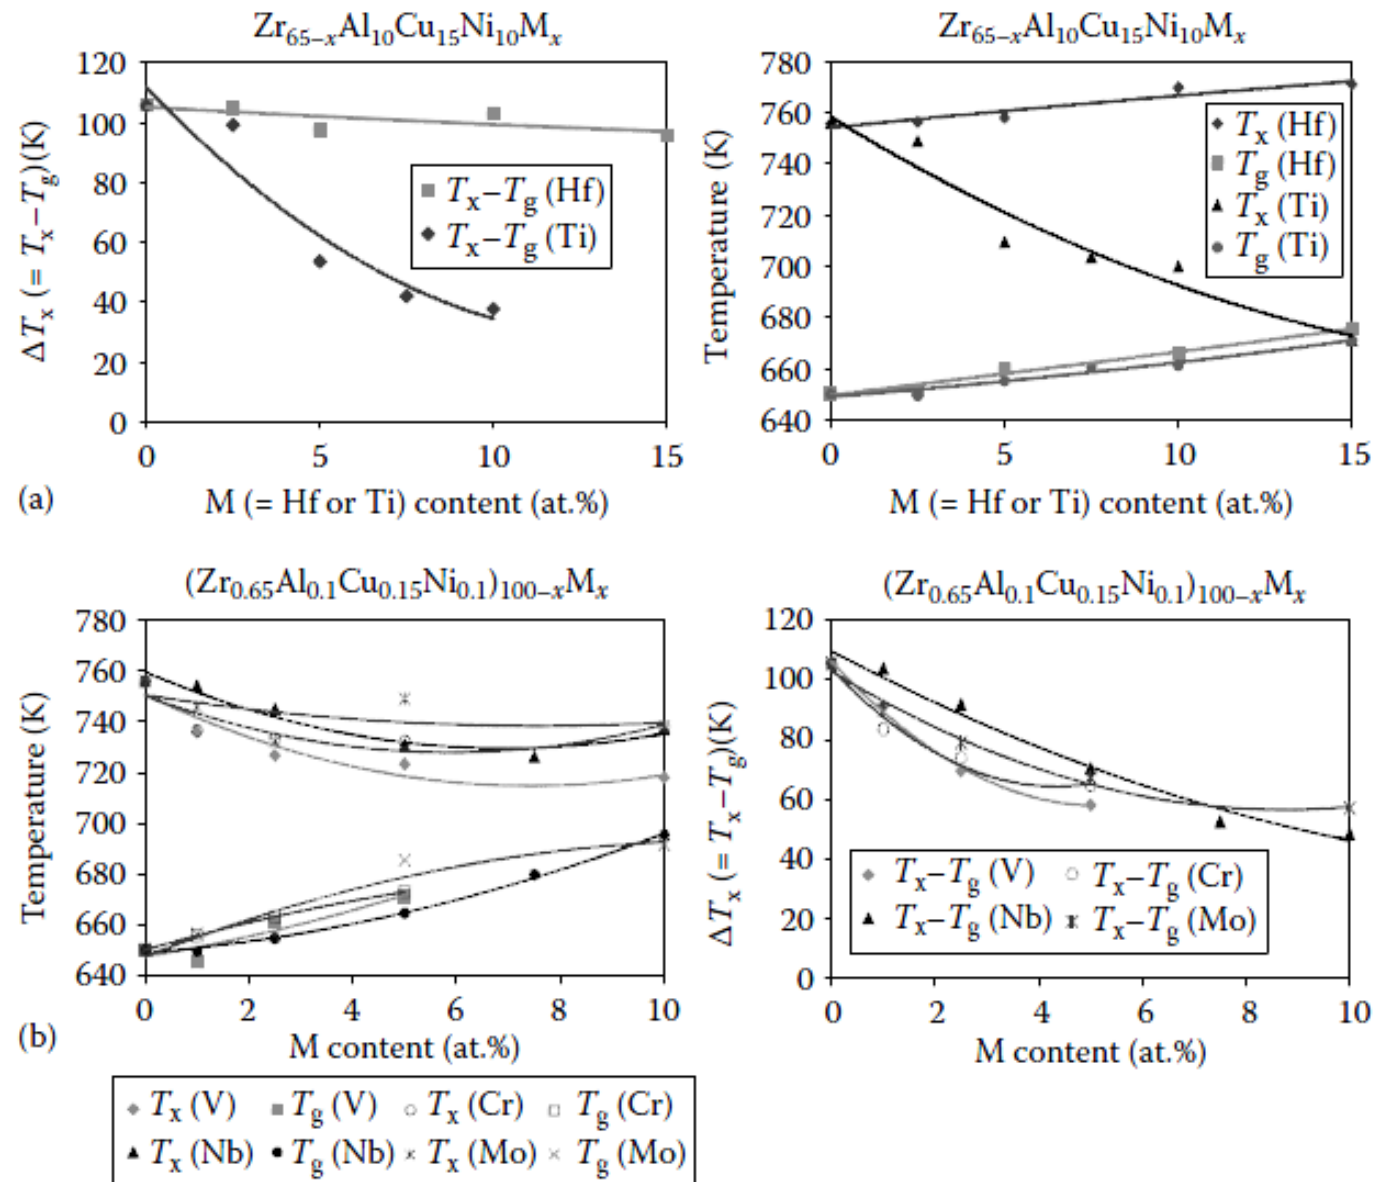 Zr65−xAl10Cu15Ni10Mx
120
100
80
60
40
20
0
ΔTx (= Tx−Tg)(K)
Tx−Tg (Hf)
Tx−Tg (Ti)
0 5 10 15
M (= Hf or Ti) content (at.%)
(a)
Zr65−xAl10Cu15Ni10Mx
780
760
740
720
700
680
660
640
Temperature (K)
Tx (Hf)
Tg (Hf)
Tx (Ti)
Tg (Ti)
0 5 10 15
M (= Hf or Ti) content (at.%)
(Zr0.65Al0.1Cu0.15Ni0.1)100−xMx
780
760
740
720
700
680
660
640
Temperature (K)
0 2 4 6 8 10
M content (at.%)
(b)
Tx (V) Tg (V) Tx (Cr) Tg (Cr)
Tx (Nb) Tg (Nb) Tx (Mo) Tg (Mo)
(Zr0.65Al0.1Cu0.15Ni0.1)100−xMx
120
100
80
60
40
20
0
ΔTx (= Tx−Tg)(K)
Tx−Tg (V) Tx−Tg (Cr)
Tx−Tg (Nb) Tx−Tg (Mo)
0 2 4 6 8 10
M content (at.%)